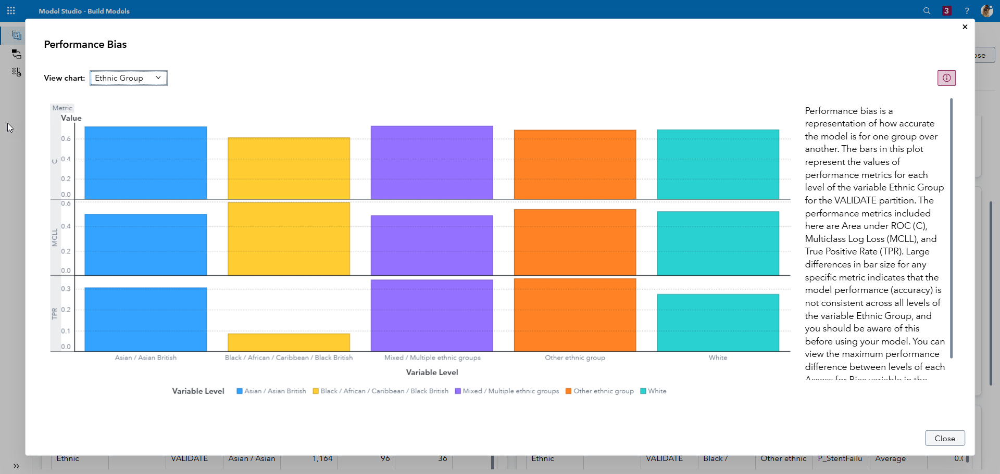 Model Studio - Build Models
3
?
ose
Performance Bias
View chart:
Ethnic Group
Metric
Value
0.6
C
0.4
0.2
0.0
0.6
MCLL
0.4
0.2
0.0
TPR
0.3
0.2
0.1
0.0
Asian / Asian British
Black / African / Caribbean / Black British
Mixed / Multiple ethnic groups
Other ethnic group
White
Variable Level
Variable Level
Asian / Asian British
Black / African / Caribbean / Black British
Mixed / Multiple ethnic groups
Other ethnic group
White
Performance bias is a
representation of how accurate
the model is for one group over
another. The bars in this plot
represent the values of
performance metrics for each
level of the variable Ethnic Group
for the VALIDATE partition. The
performance metrics included
here are Area under ROC (C),
Multiclass Log Loss (MCLL), and
True Positive Rate (TPR). Large
differences in bar size for any
specific metric indicates that the
model performance (accuracy) is
not consistent across all levels of
the variable Ethnic Group, and
you should be aware of this
before using your model. You can
view the maximum performance
difference between levels of each
Assess for Bias variable in the
Close
Ethnic VALIDATE Asian / Asian 1,164 96 36 Ethnic VALIDATE Black / Other ethnic P_StentFailu Average 0.(